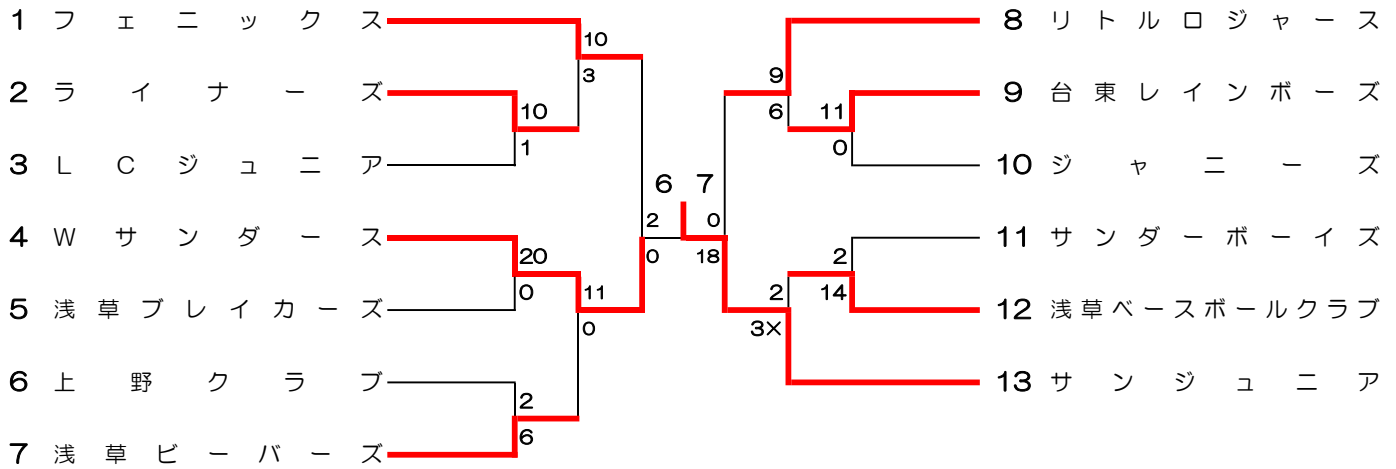 1 フェニックス
10
3
2 ライナーズ
10
1
3 LCジュニア
4 Wサンダース
20
0
11
0
5 浅草ブレイカーズ
6 上野クラブ
2
6
7 浅草ビーバーズ
2
0
6 7
0
18
8 リトルロジャース
9
6
9 台東レインボーズ
11
0
10 ジャニーズ
11 サンダーボーイズ
2
14
12 浅草ベースボールクラブ
2
3×
13 サンジュニア